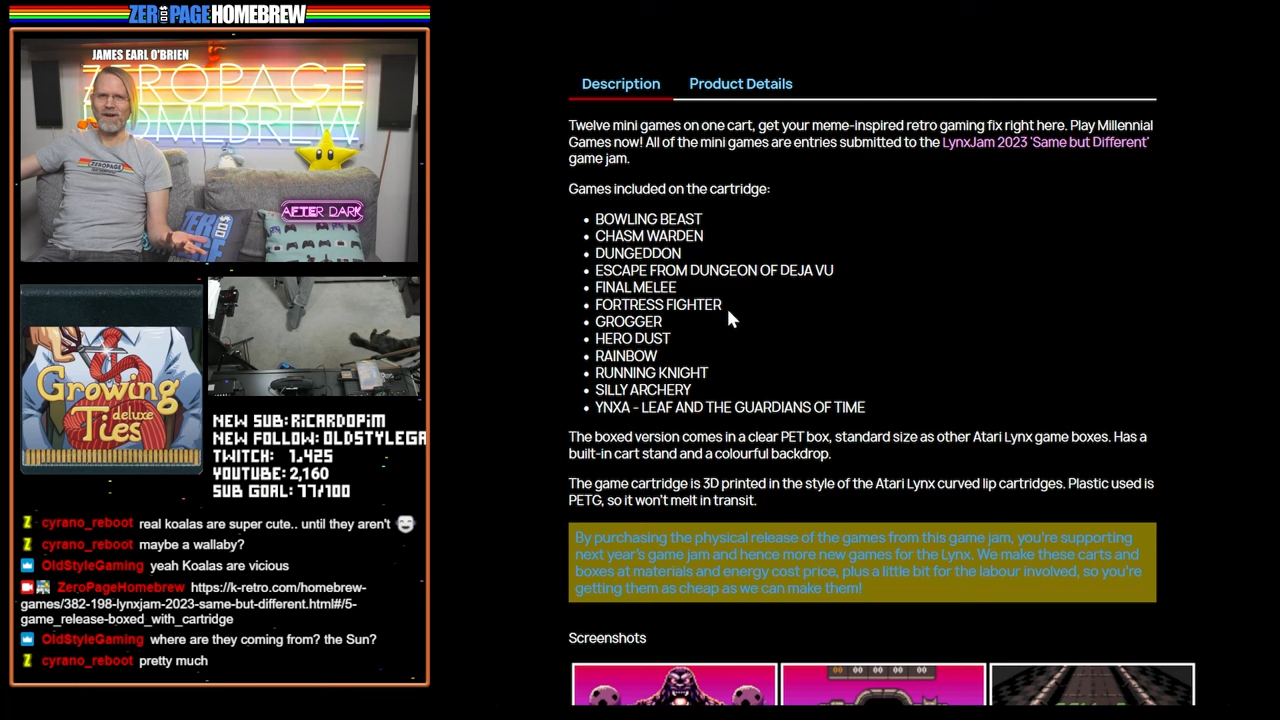 ZEROPAGE HOMEBREW
JAMES EARL O'BRIEN
ZEROPAGE
HOMEBREW
ZEROPAGE
AFTER DARK
Growing
Ties
deluxe
NEW SUB: RICARDOPIM
NEW FOLLOW: OLDSTYLEGA
TWITCH: 1,425
YOUTUBE: 2,160
SUB GOAL: 77/100
cyrano_reboot real koalas are super cute.. until they aren't
cyrano_reboot maybe a wallaby?
OldStyleGaming yeah Koalas are vicious
ZeroPageHomebrew https://k-retro.com/homebrew-
games/382-198-lynxjam-2023-same-but-different.html#/5-
game_release-boxed_with_cartridge
OldStyleGaming where are they coming from? the Sun?
cyrano_reboot pretty much
Description Product Details
Twelve mini games on one cart, get your meme-inspired retro gaming fix right here. Play Millennial
Games now! All of the mini games are entries submitted to the LynxJam 2023 'Same but Different'
game jam.
Games included on the cartridge:
• BOWLING BEAST
• CHASM WARDEN
• DUNGEDDON
• ESCAPE FROM DUNGEON OF DEJA VU
• FINAL MELEE
• FORTRESS FIGHTER
• GROGGER
• HERO DUST
• RAINBOW
• RUNNING KNIGHT
• SILLY ARCHERY
• YNXA - LEAF AND THE GUARDIANS OF TIME
The boxed version comes in a clear PET box, standard size as other Atari Lynx game boxes. Has a
built-in cart stand and a colourful backdrop.
The game cartridge is 3D printed in the style of the Atari Lynx curved lip cartridges. Plastic used is
PETG, so it won't melt in transit.
By purchasing the physical release of the games from this game jam, you're supporting
next year's game jam and hence more new games for the Lynx. We make these carts and
boxes at materials and energy cost price, plus a little bit for the labour involved, so you're
getting them as cheap as we can make them!
Screenshots